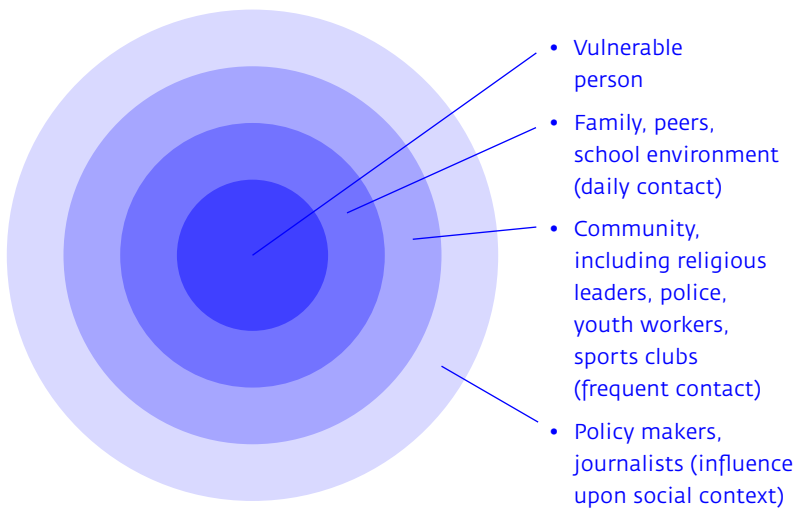 • Vulnerable
person
• Family, peers,
school environment
(daily contact)
• Community,
including religious
leaders, police,
youth workers,
sports clubs
(frequent contact)
• Policy makers,
journalists (influence
upon social context)